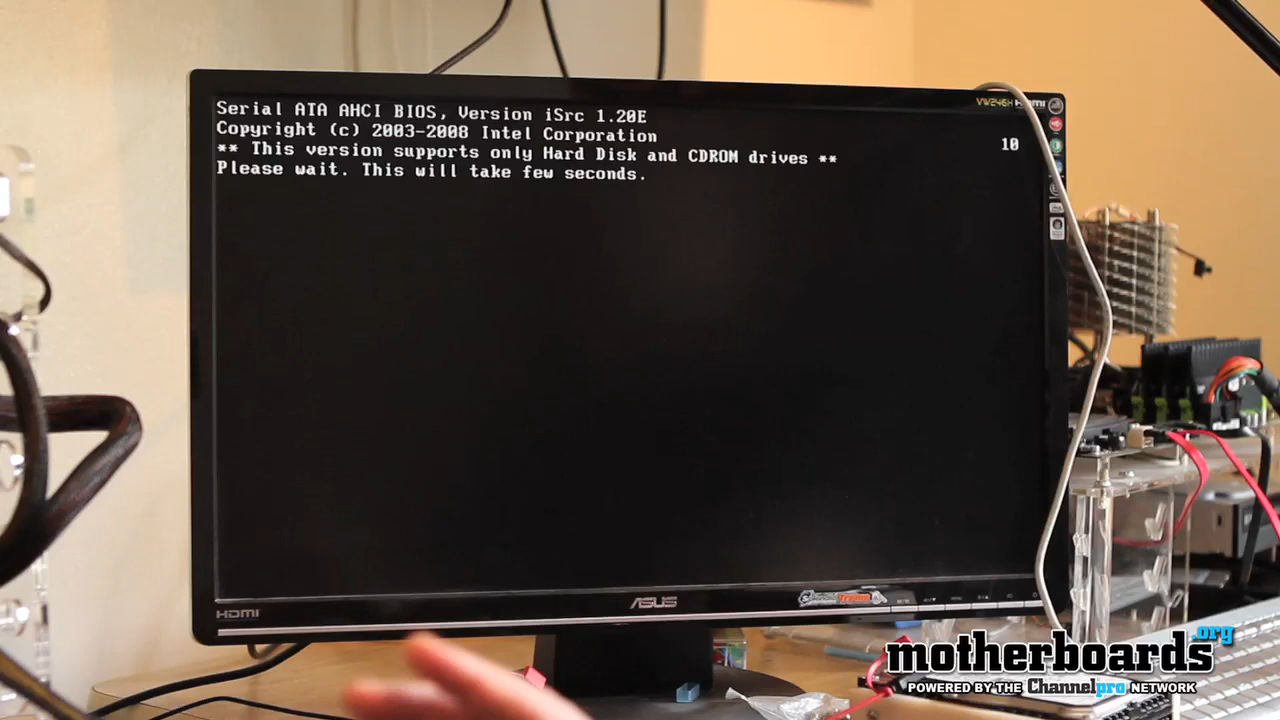 Serial ATA AHCI BIOS, Version iSrc 1.20E
Copyright (c) 2003-2008 Intel Corporation
** This version supports only Hard Disk and CDROM drives **
Please wait. This will take few seconds.
10
VW246H HDMI
HDMI
ASUS
motherboards.org
POWERED BY THE Channelpro NETWORK